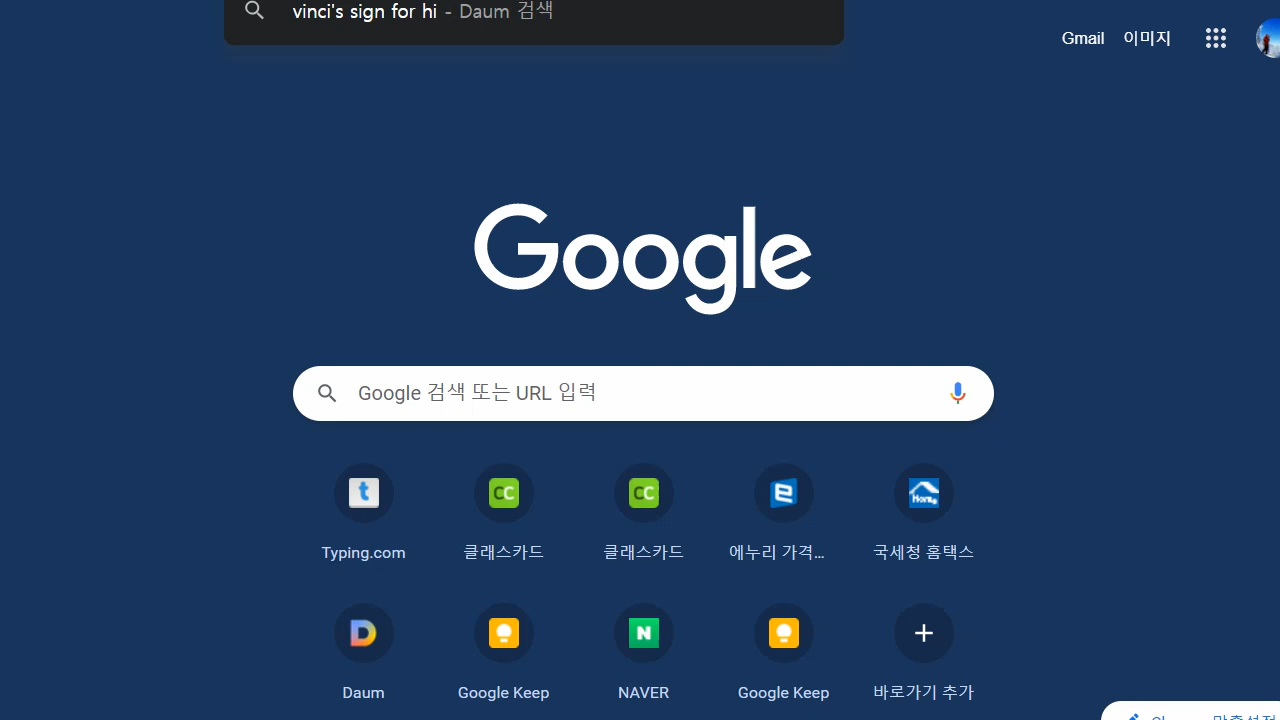 vinci's sign for hi - Daum 검색
Gmail 이미지
Google
Google 검색 또는 URL 입력
Typing.com 클래스카드 클래스카드 에누리 가격... 국세청 홈택스
Daum Google Keep NAVER Google Keep 바로가기 추가